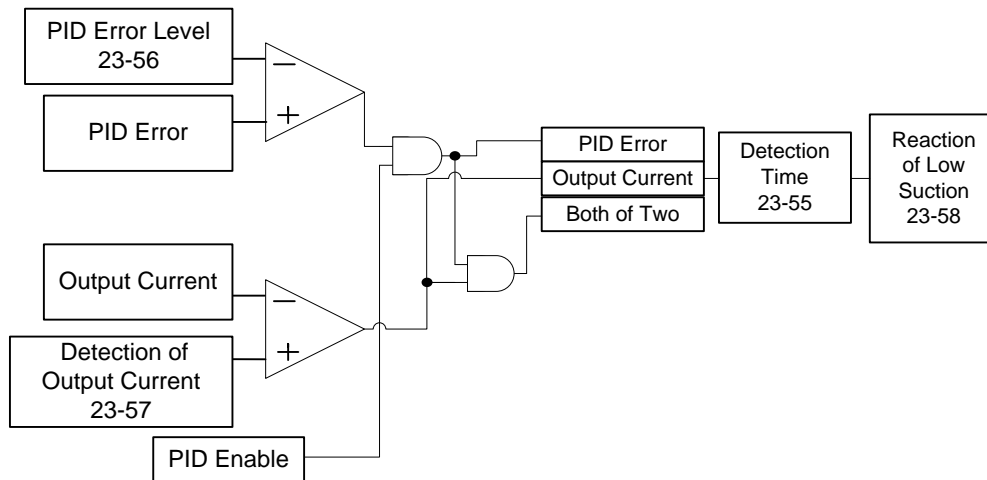 PID Error Level
23-56
−
PID Error
+
PID Error
Output Current
Both of Two
Detection
Time
23-55
Reaction
of Low
Suction
23-58
Output Current
−
Detection of
Output Current
23-57
+
PID Enable